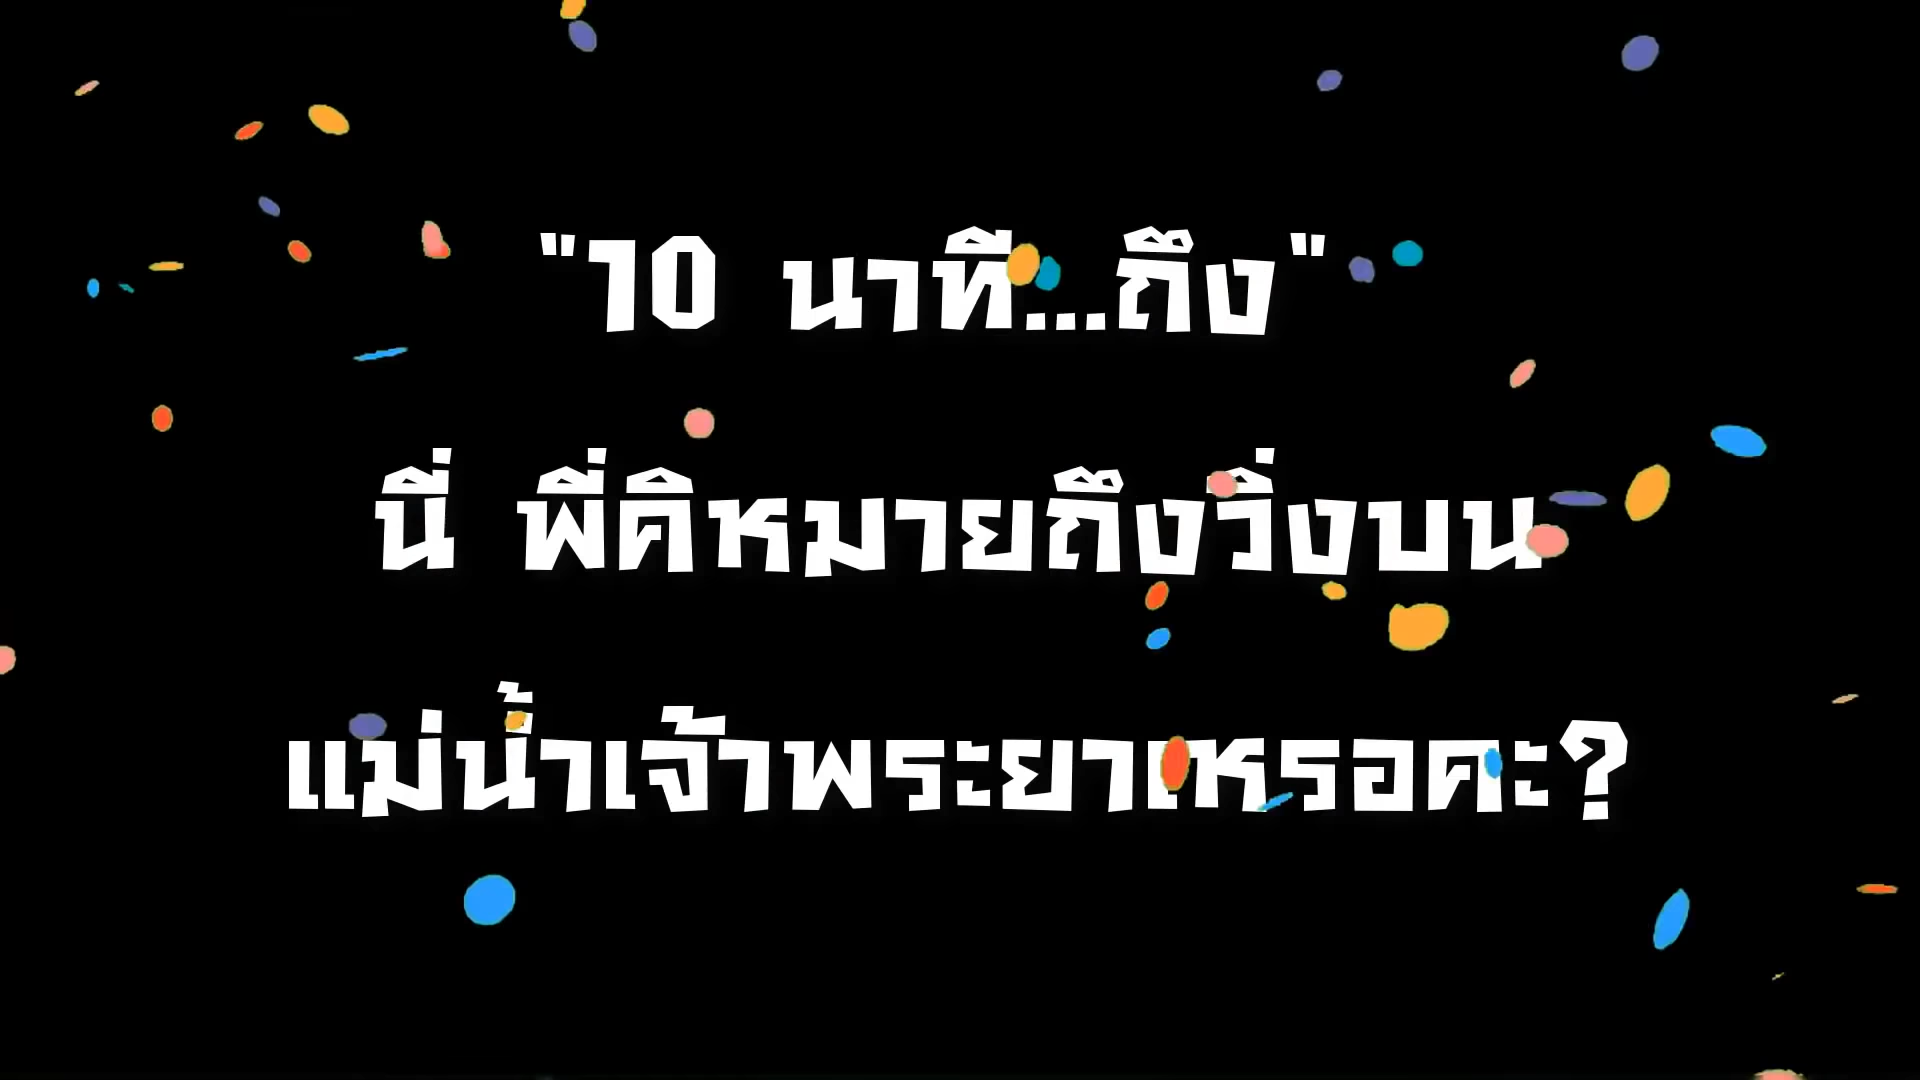 "10 นาที...ถึง"
นี่ พี่คิหมายถึงวิ่งบน
แม่น้ำเจ้าพระยาเหรอคะ?